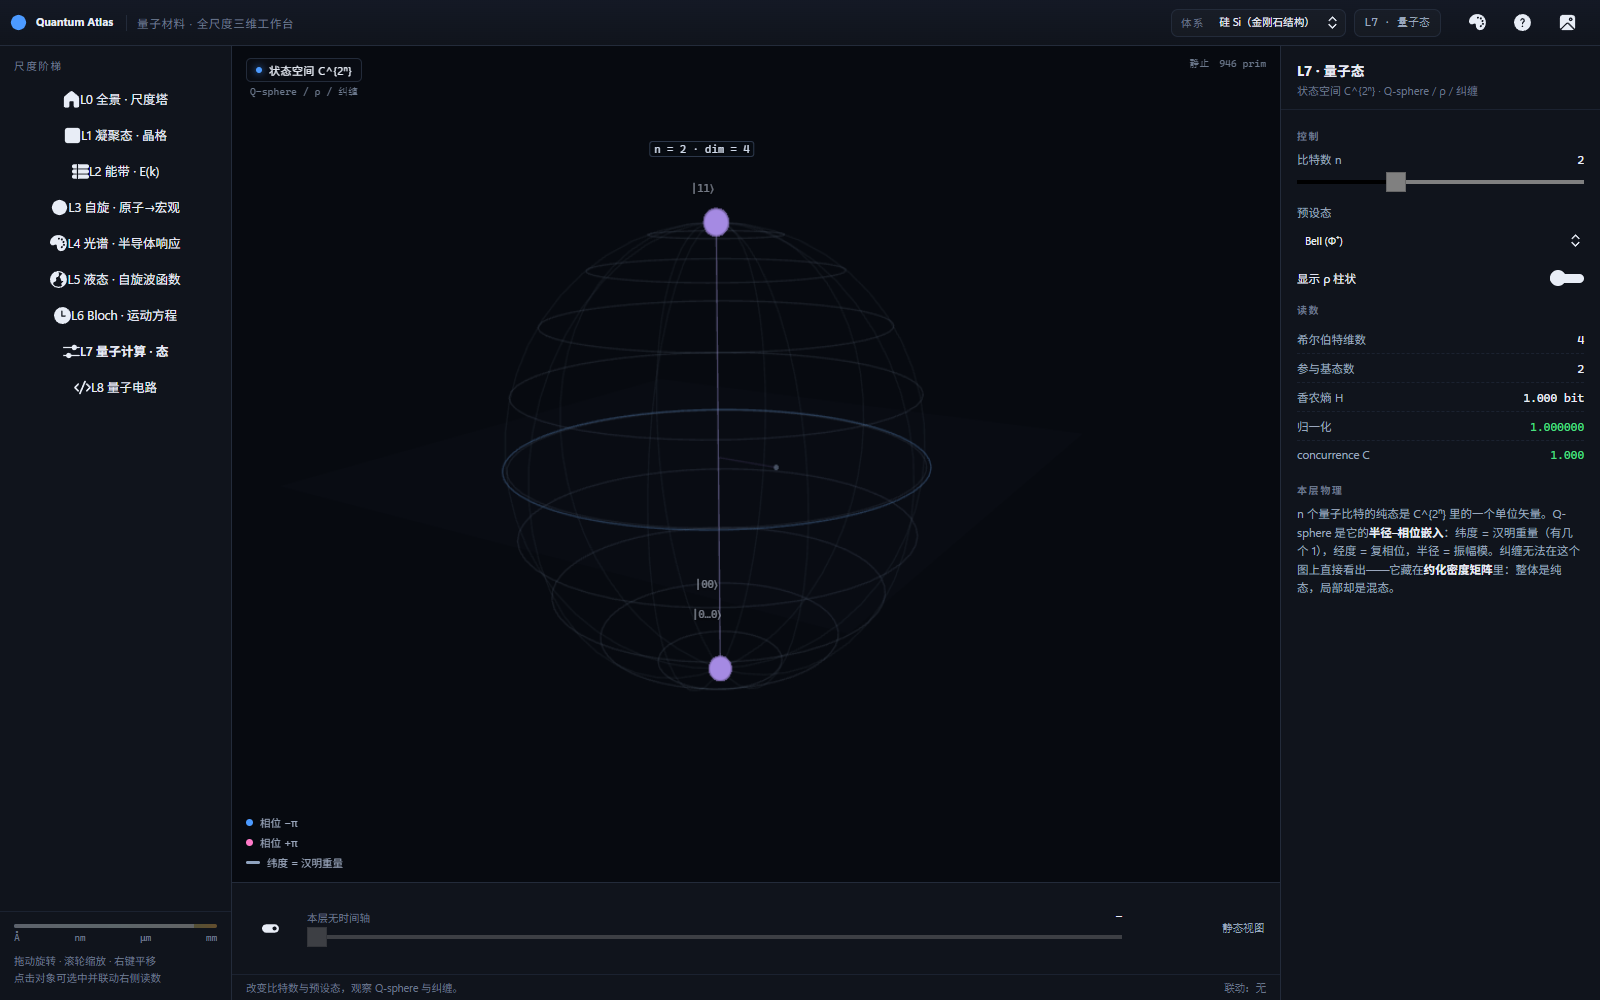 Quantum Atlas
量子材料 · 全尺度三维工作台
体系 硅 Si（金刚石结构）
L7 · 量子态
尺度阶梯
L0 全景 · 尺度塔
L1 凝聚态 · 晶格
L2 能带 · E(k)
L3 自旋 · 原子→宏观
L4 光谱 · 半导体响应
L5 液态 · 自旋波函数
L6 Bloch · 运动方程
L7 量子计算 · 态
L8 量子电路
Å nm μm mm
拖动旋转 · 滚轮缩放 · 右键平移
点击对象可选中并联动右侧读数
状态空间 C^{2ⁿ}
Q-sphere / ρ / 纠缠
静止 946 prim
n = 2 · dim = 4
|11⟩
|00⟩
|0…0⟩
相位 −π
相位 +π
纬度 = 汉明重量
本层无时间轴
—
静态视图
改变比特数与预设态，观察 Q-sphere 与纠缠。
联动：无
L7 · 量子态
状态空间 C^{2ⁿ} · Q-sphere / ρ / 纠缠
控制
比特数 n 2
预设态
Bell (Φ⁺)
显示 ρ 柱状
读数
希尔伯特维数 4
参与基态数 2
香农熵 H 1.000 bit
归一化 1.000000
concurrence C 1.000
本层物理
n 个量子比特的纯态是 C^{2ⁿ} 里的一个单位矢量。Q-
sphere 是它的半径–相位嵌入：纬度 = 汉明重量（有几
个 1），经度 = 复相位，半径 = 振幅模。纠缠无法在这个
图上直接看出——它藏在约化密度矩阵里：整体是纯
态，局部却是混态。